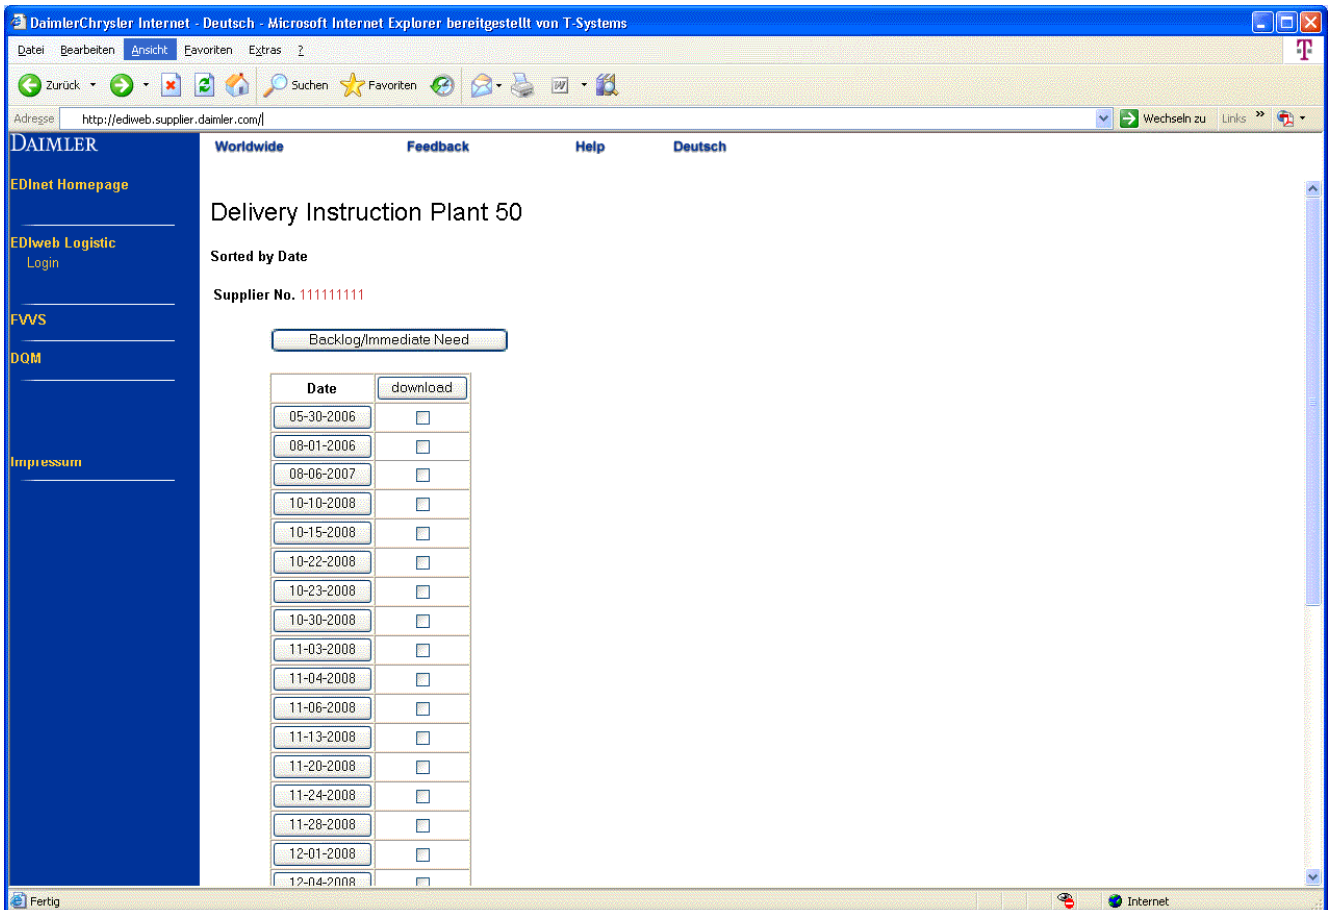 DaimlerChrysler Internet - Deutsch - Microsoft Internet Explorer bereitgestellt von T-Systems
Datei Bearbeiten Ansicht Favoriten Extras ?
Zurück Suchen Favoriten
Adresse http://ediweb.supplier.daimler.com/ Wechseln zu Links »
DAIMLER
Worldwide Feedback Help Deutsch
EDInet Homepage
EDIweb Logistic
Login
FVVS
DQM
Impressum
Delivery Instruction Plant 50
Sorted by Date
Supplier No. 111111111
Backlog/Immediate Need
Date download
05-30-2006
08-01-2006
08-06-2007
10-10-2008
10-15-2008
10-22-2008
10-23-2008
10-30-2008
11-03-2008
11-04-2008
11-06-2008
11-13-2008
11-20-2008
11-24-2008
11-28-2008
12-01-2008
12-04-2008
Fertig Internet